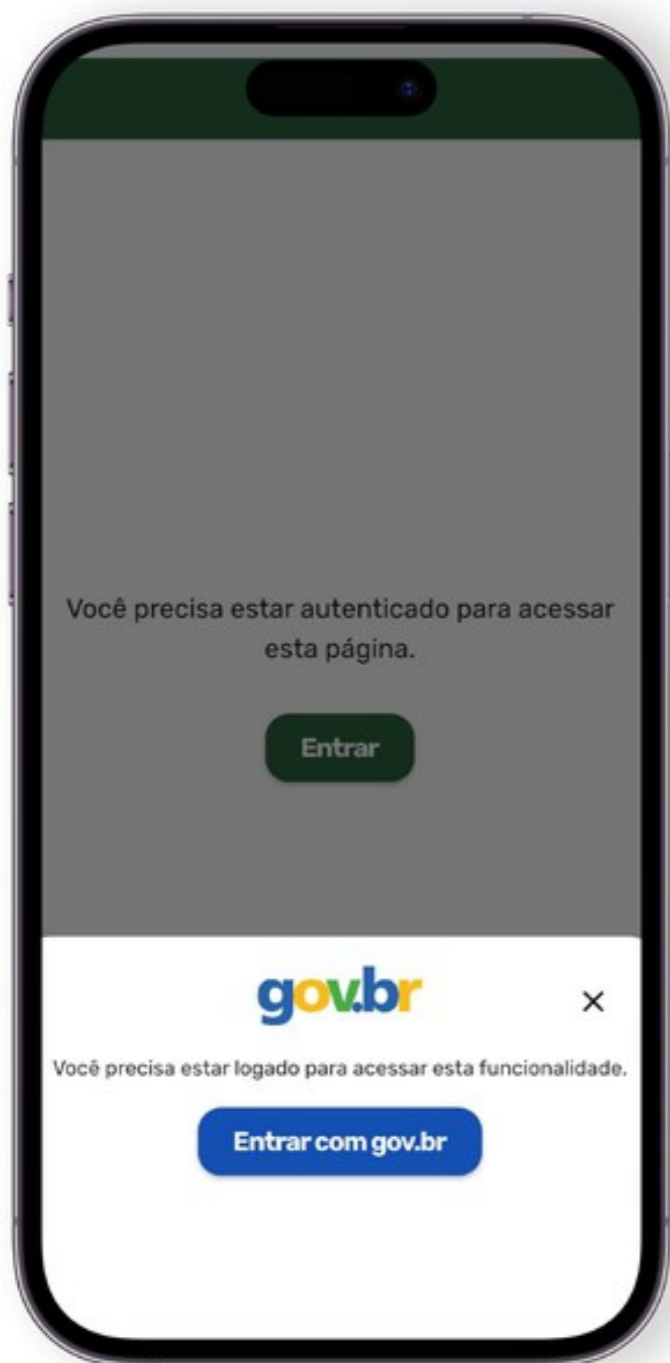 Você precisa estar autenticado para acessar
esta página.
Entrar
gov.br
Você precisa estar logado para acessar esta funcionalidade.
Entrar com gov.br